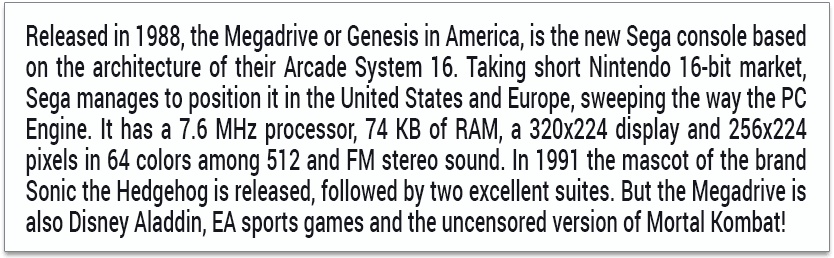 Released in 1988, the Megadrive or Genesis in America, is the new Sega console based
on the architecture of their Arcade System 16. Taking short Nintendo 16-bit market,
Sega manages to position it in the United States and Europe, sweeping the way the PC
Engine. It has a 7.6 MHz processor, 74 KB of RAM, a 320x224 display and 256x224
pixels in 64 colors among 512 and FM stereo sound. In 1991 the mascot of the brand
Sonic the Hedgehog is released, followed by two excellent suites. But the Megadrive is
also Disney Aladdin, EA sports games and the uncensored version of Mortal Kombat!